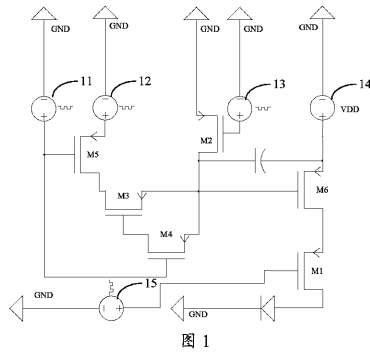 GND GND GND GND
11 12 13 14
VDD
M5 M2
M3 M6
M4
15 M1
GND GND
图 1